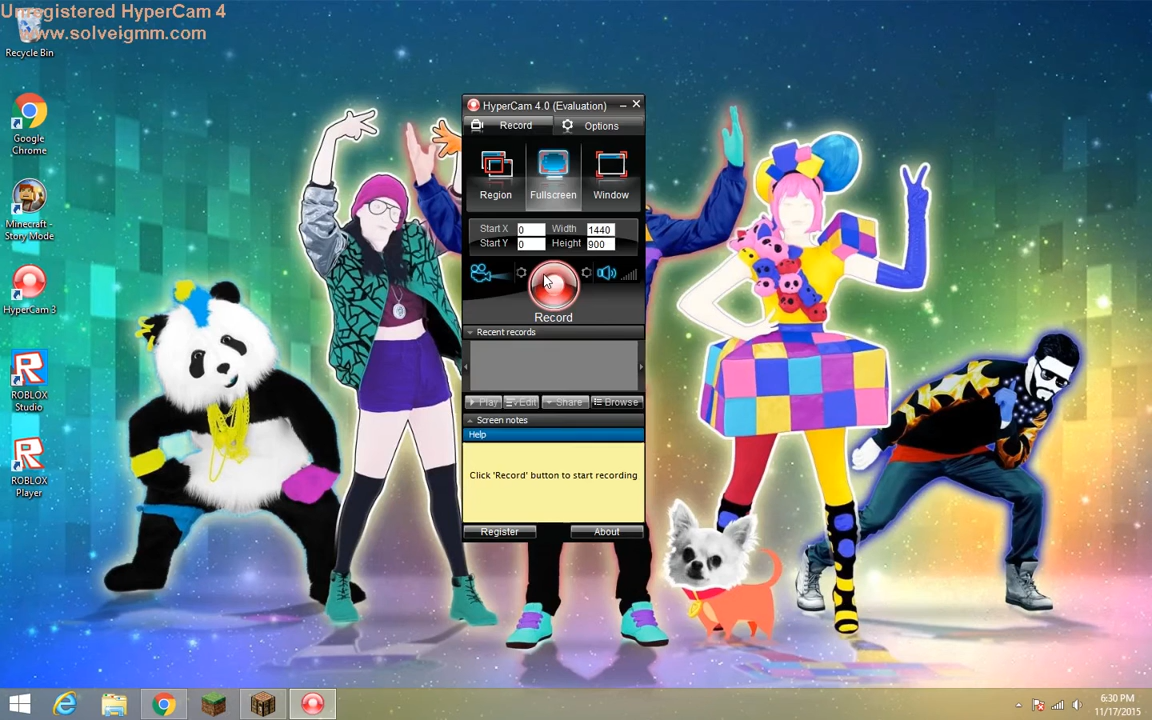 Unregistered HyperCam 4
www.solveigmm.com
Recycle Bin
Google
Chrome
Minecraft -
Story Mode
HyperCam 3
ROBLOX
Studio
ROBLOX
Player
HyperCam 4.0 (Evaluation)
Record
Options
Region
Fullscreen
Window
Start X 0 Width 1440
Start Y 0 Height 900
Record
Recent records
Play Edit Share Browse
Screen notes
Help
Click 'Record' button to start recording
Register
About
6:30 PM
11/17/2015